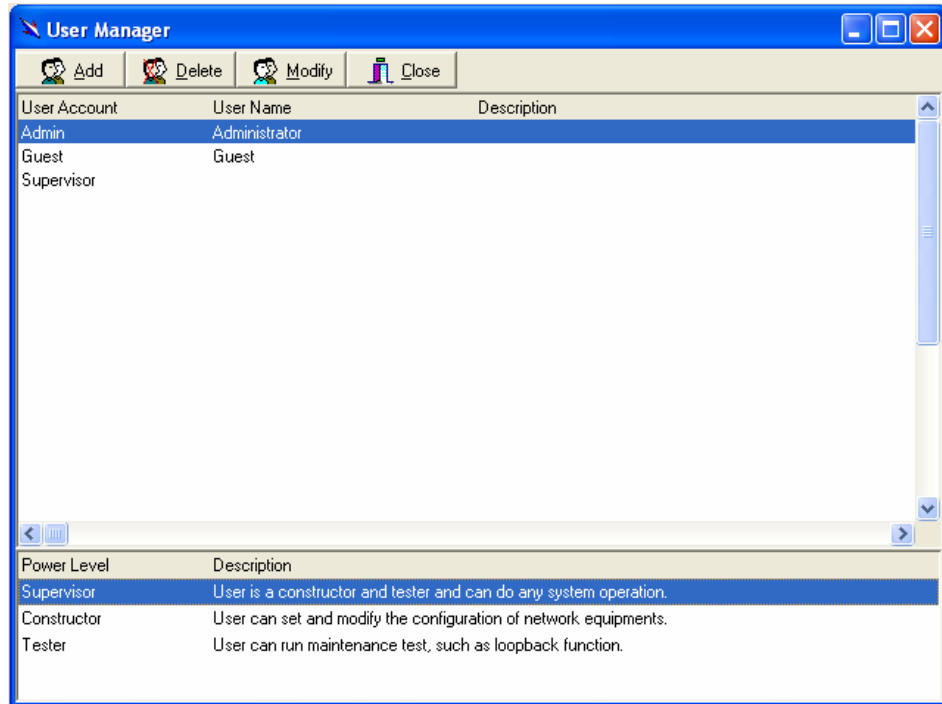 User Manager
Add Delete Modify Close
User Account User Name Description
Admin Administrator
Guest Guest
Supervisor
Power Level Description
Supervisor User is a constructor and tester and can do any system operation.
Constructor User can set and modify the configuration of network equipments.
Tester User can run maintenance test, such as loopback function.